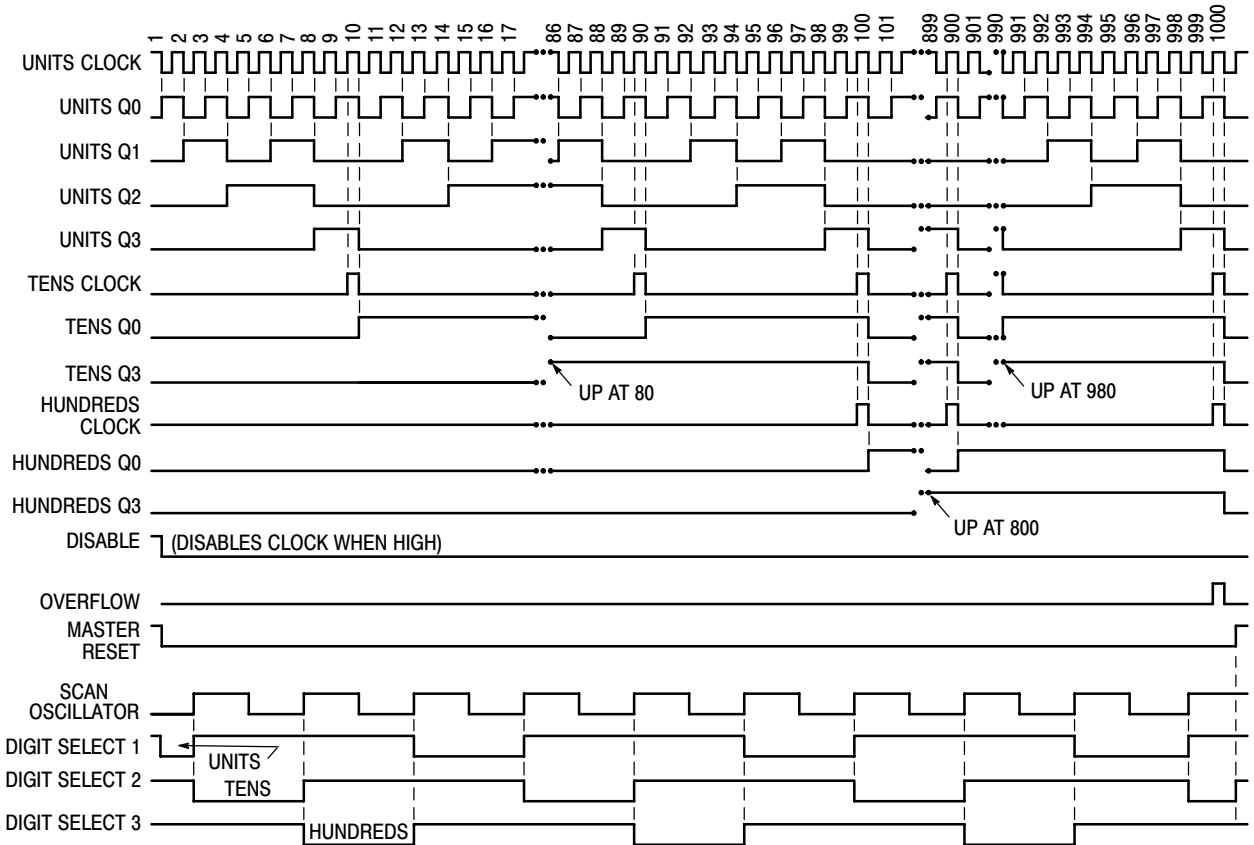 1 2 3 4 5 6 7 8 9 10 11 12 13 14 15 16 17 86 87 88 89 90 91 92 93 94 95 96 97 98 99 100 101 899 900 901 990 991 992 993 994 995 996 997 998 999 1000
UNITS CLOCK
UNITS Q0
UNITS Q1
UNITS Q2
UNITS Q3
TENS CLOCK
TENS Q0
TENS Q3
UP AT 80
UP AT 980
HUNDREDS
CLOCK
HUNDREDS Q0
HUNDREDS Q3
UP AT 800
DISABLE
(DISABLES CLOCK WHEN HIGH)
OVERFLOW
MASTER
RESET
SCAN
OSCILLATOR
DIGIT SELECT 1
UNITS
DIGIT SELECT 2
TENS
DIGIT SELECT 3
HUNDREDS